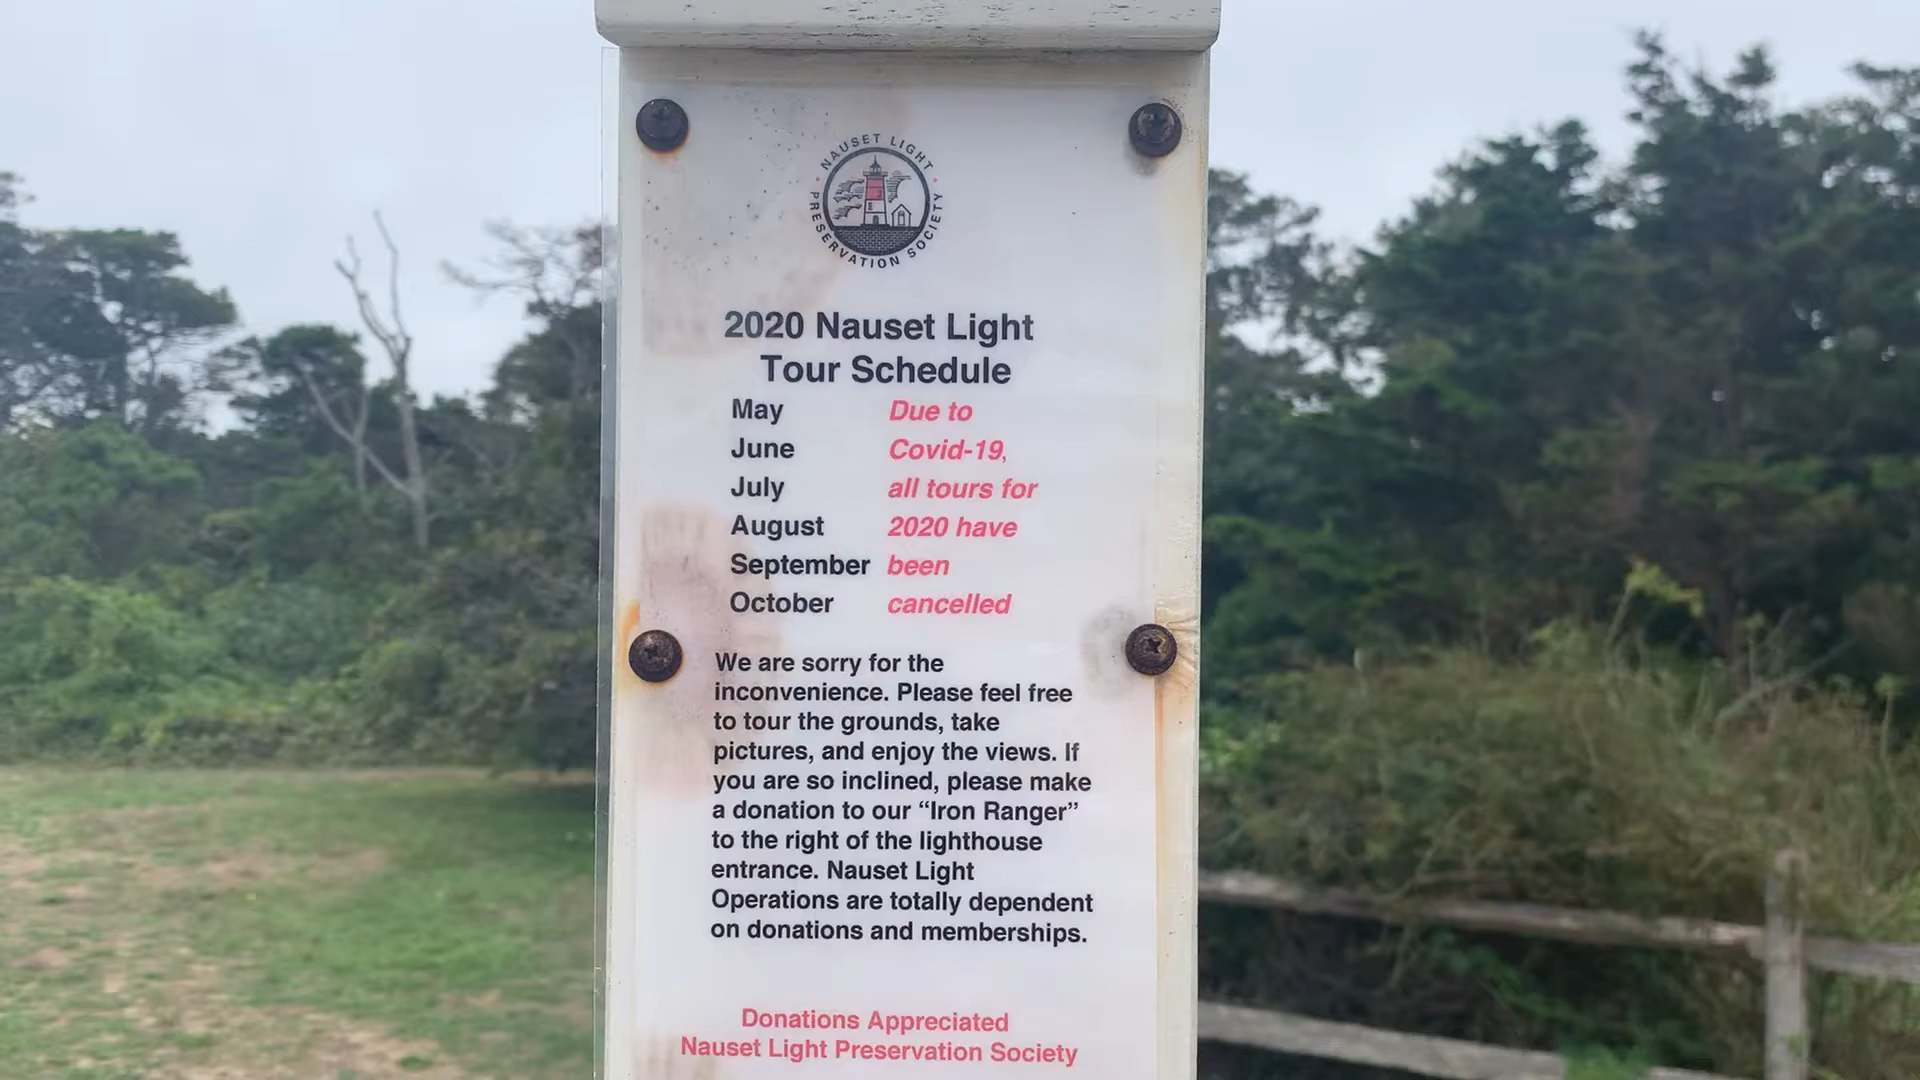 NAUSET LIGHT
PRESERVATION SOCIETY
2020 Nauset Light
Tour Schedule
May Due to
June Covid-19,
July all tours for
August 2020 have
September been
October cancelled
We are sorry for the
inconvenience. Please feel free
to tour the grounds, take
pictures, and enjoy the views. If
you are so inclined, please make
a donation to our “Iron Ranger”
to the right of the lighthouse
entrance. Nauset Light
Operations are totally dependent
on donations and memberships.
Donations Appreciated
Nauset Light Preservation Society